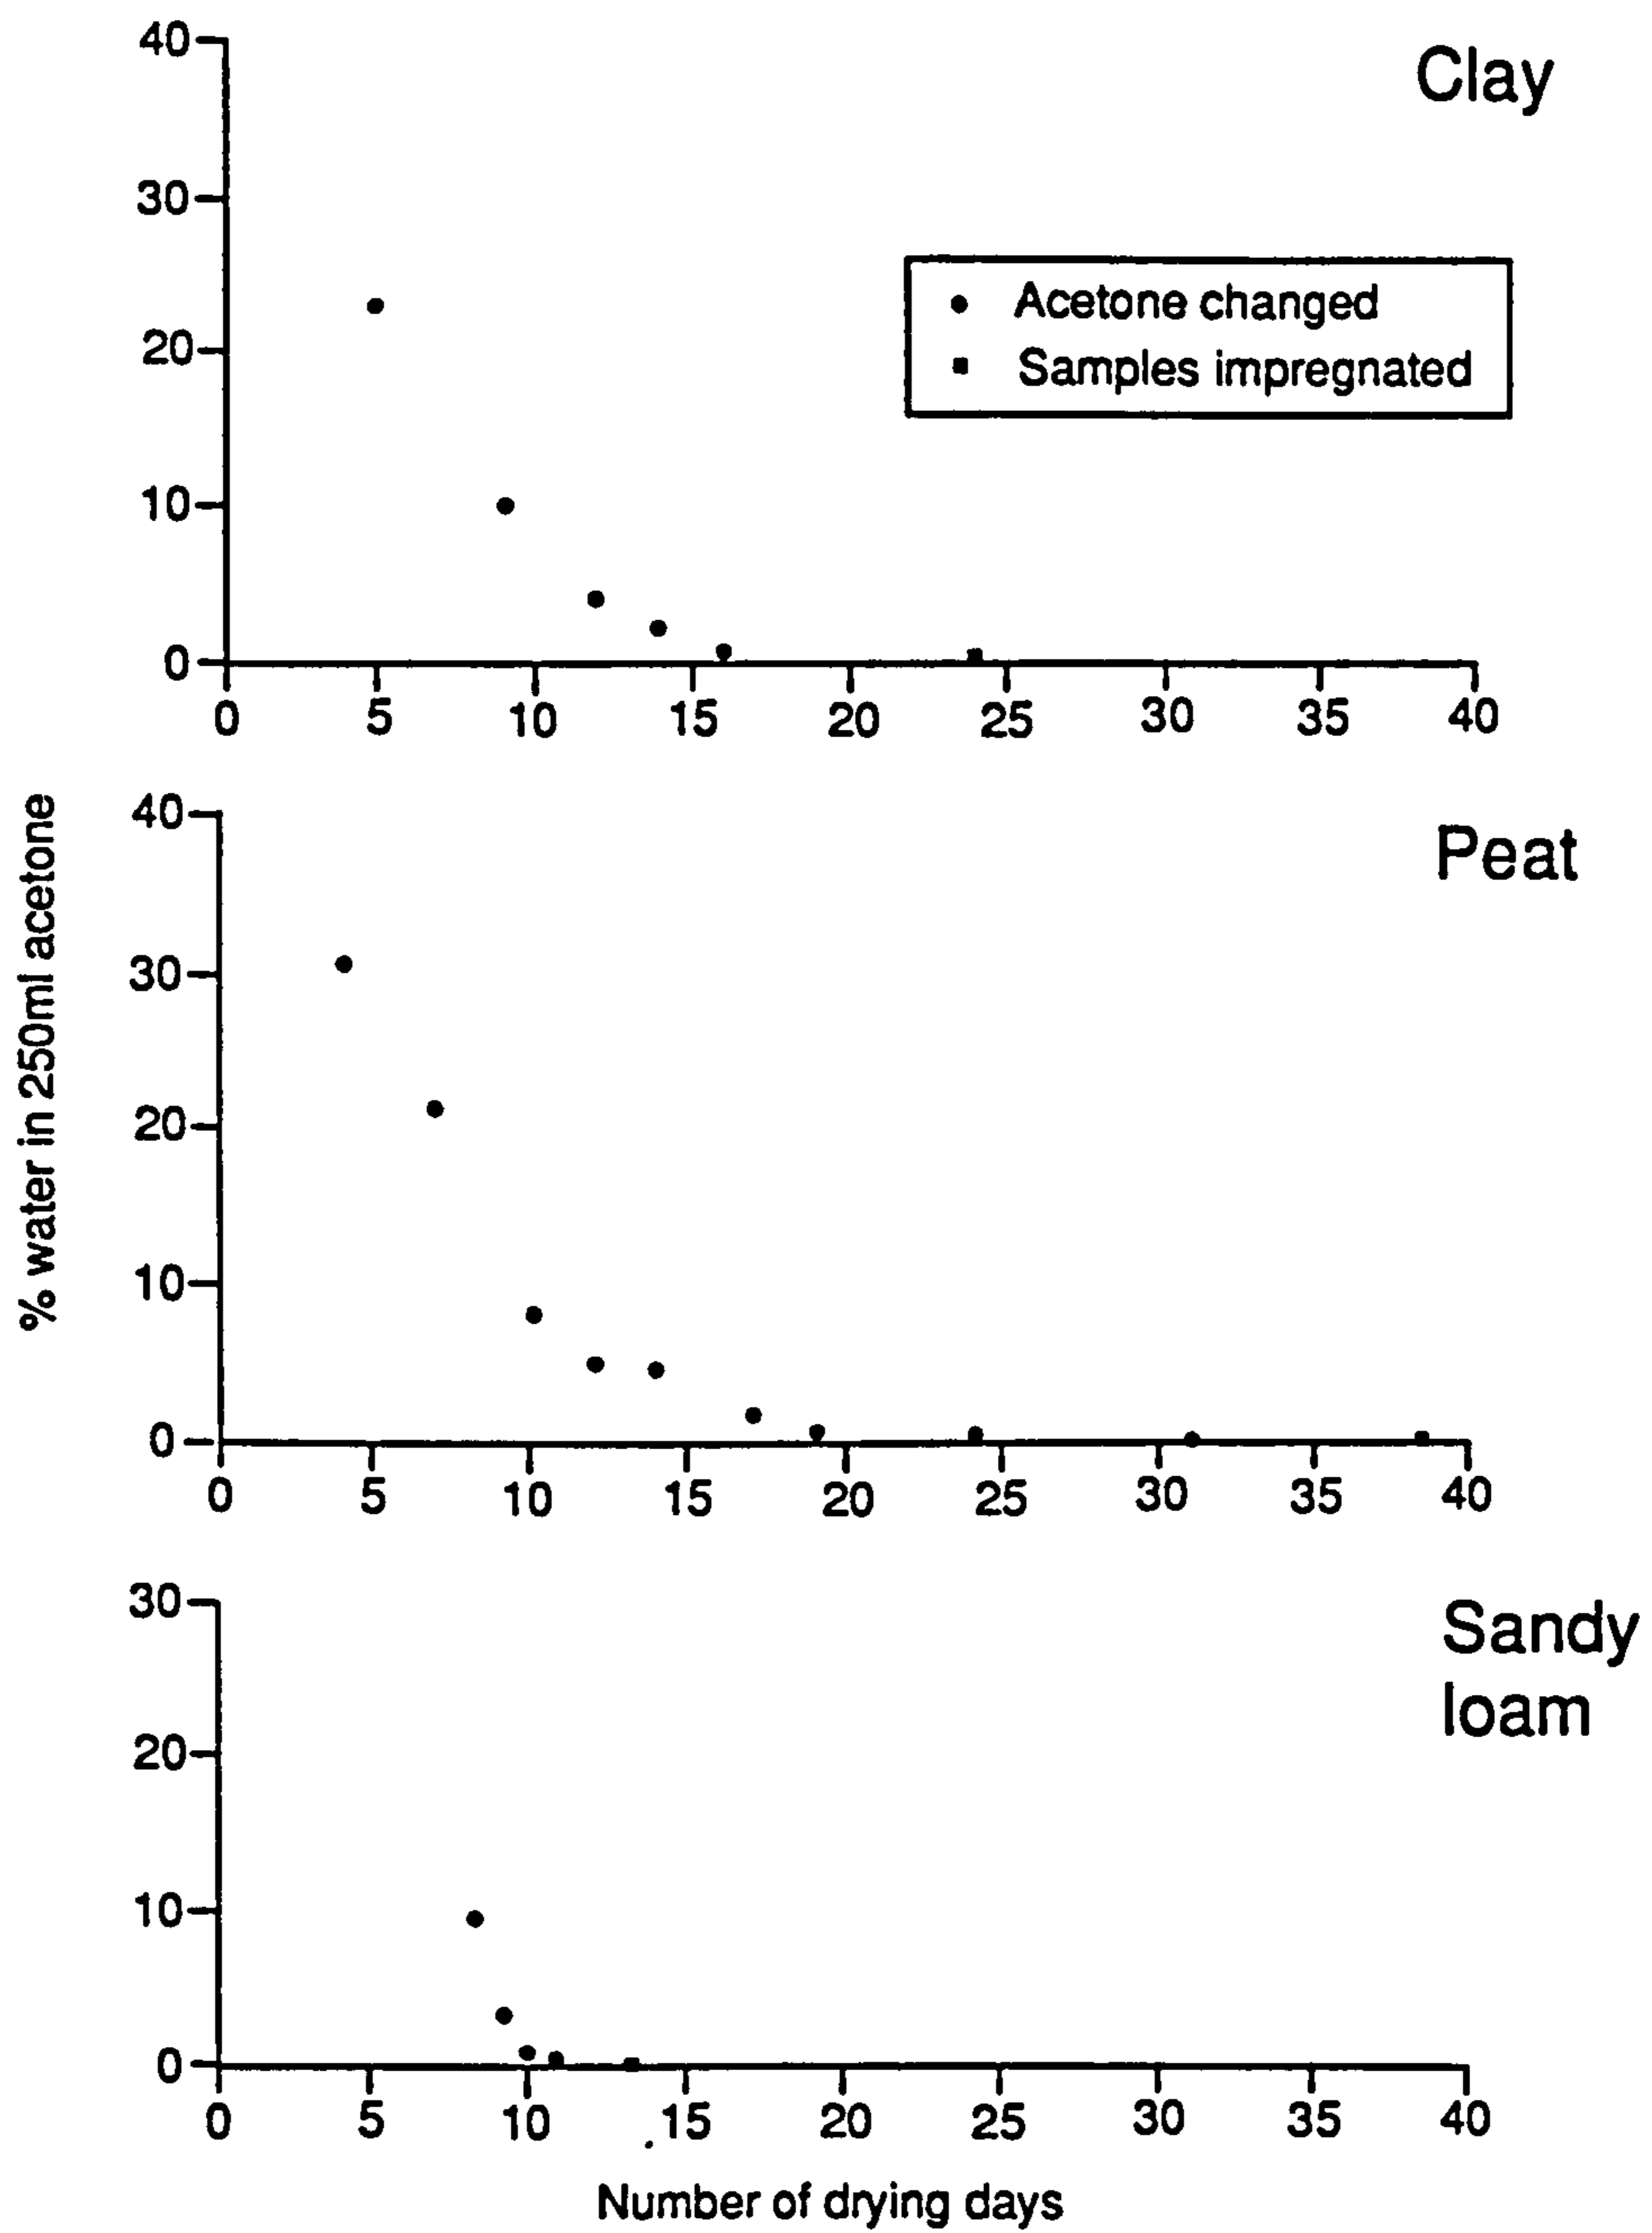 Clay
40
30
20
10
0
Acetone changed
Samples impregnated
0 5 10 15 20 25 30 35 40
% water in 250ml acetone
Peat
40
30
20
10
0
0 5 10 15 20 25 30 35 40
Sandy
loam
30
20
10
0
0 5 10 15 20 25 30 35 40
Number of drying days